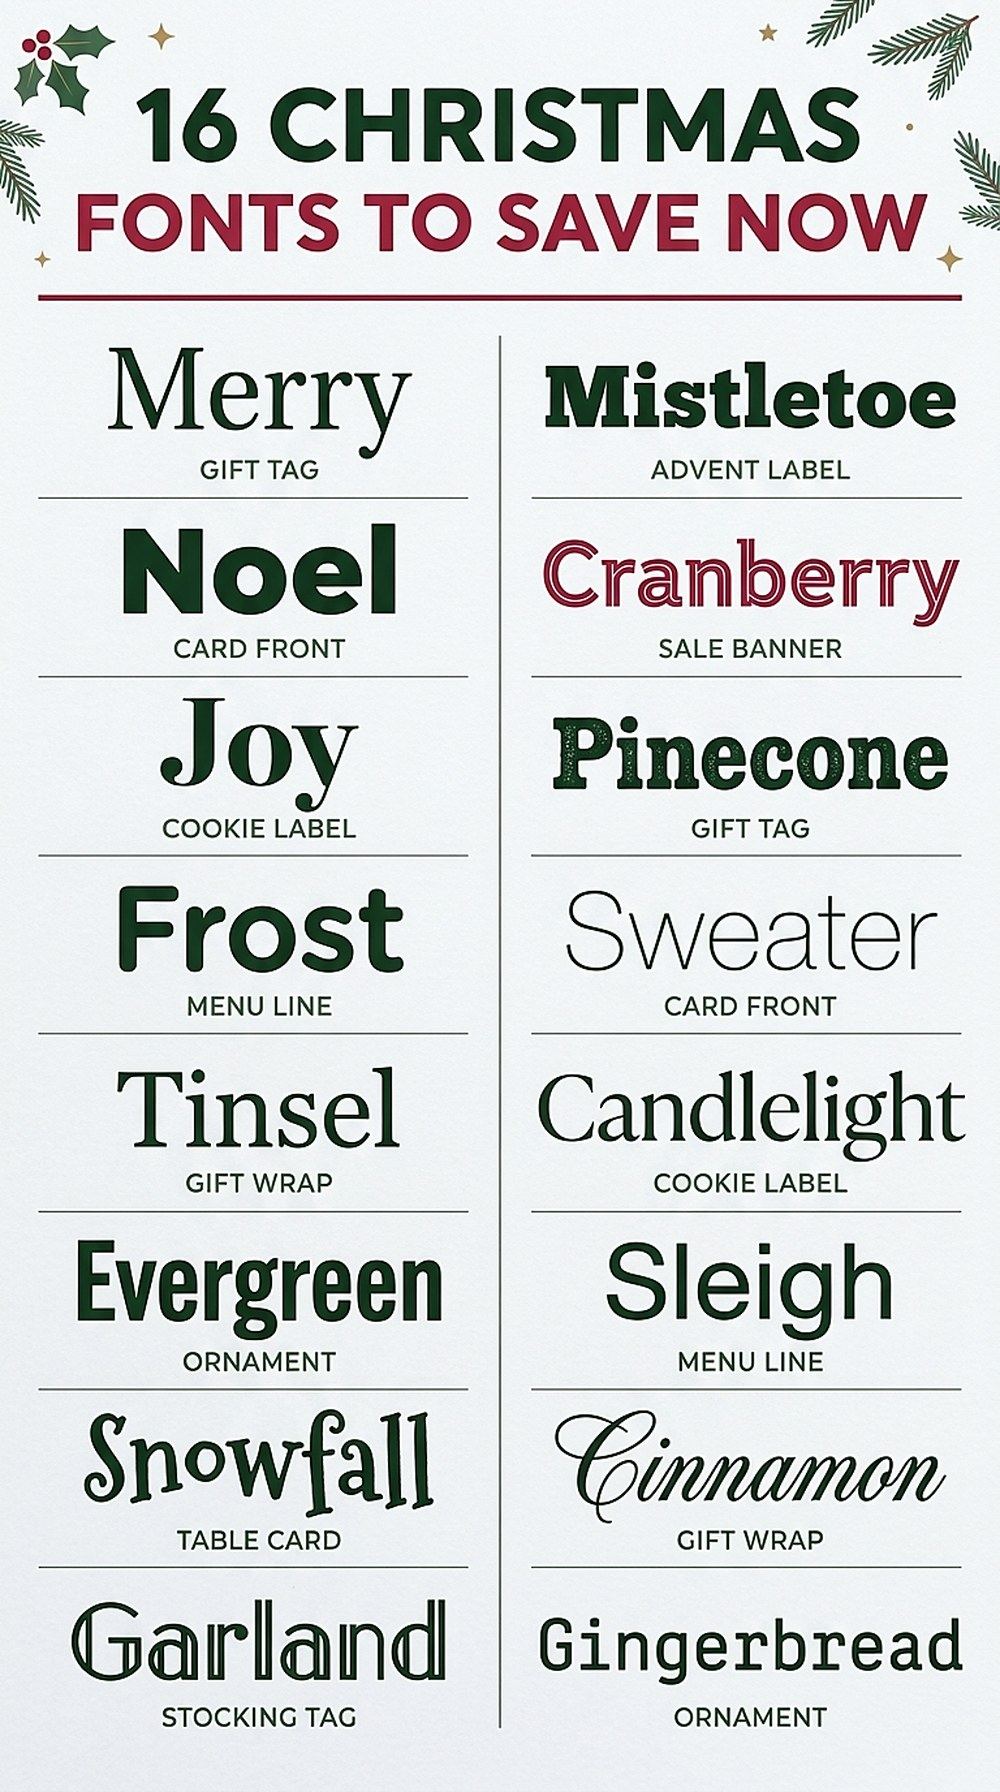 16 CHRISTMAS
FONTS TO SAVE NOW
Merry
GIFT TAG
Noel
CARD FRONT
Joy
COOKIE LABEL
Frost
MENU LINE
Tinsel
GIFT WRAP
Evergreen
ORNAMENT
Snowfall
TABLE CARD
Garland
STOCKING TAG
Mistletoe
ADVENT LABEL
Cranberry
SALE BANNER
Pinecone
GIFT TAG
Sweater
CARD FRONT
Candlelight
COOKIE LABEL
Sleigh
MENU LINE
Cinnamon
GIFT WRAP
Gingerbread
ORNAMENT